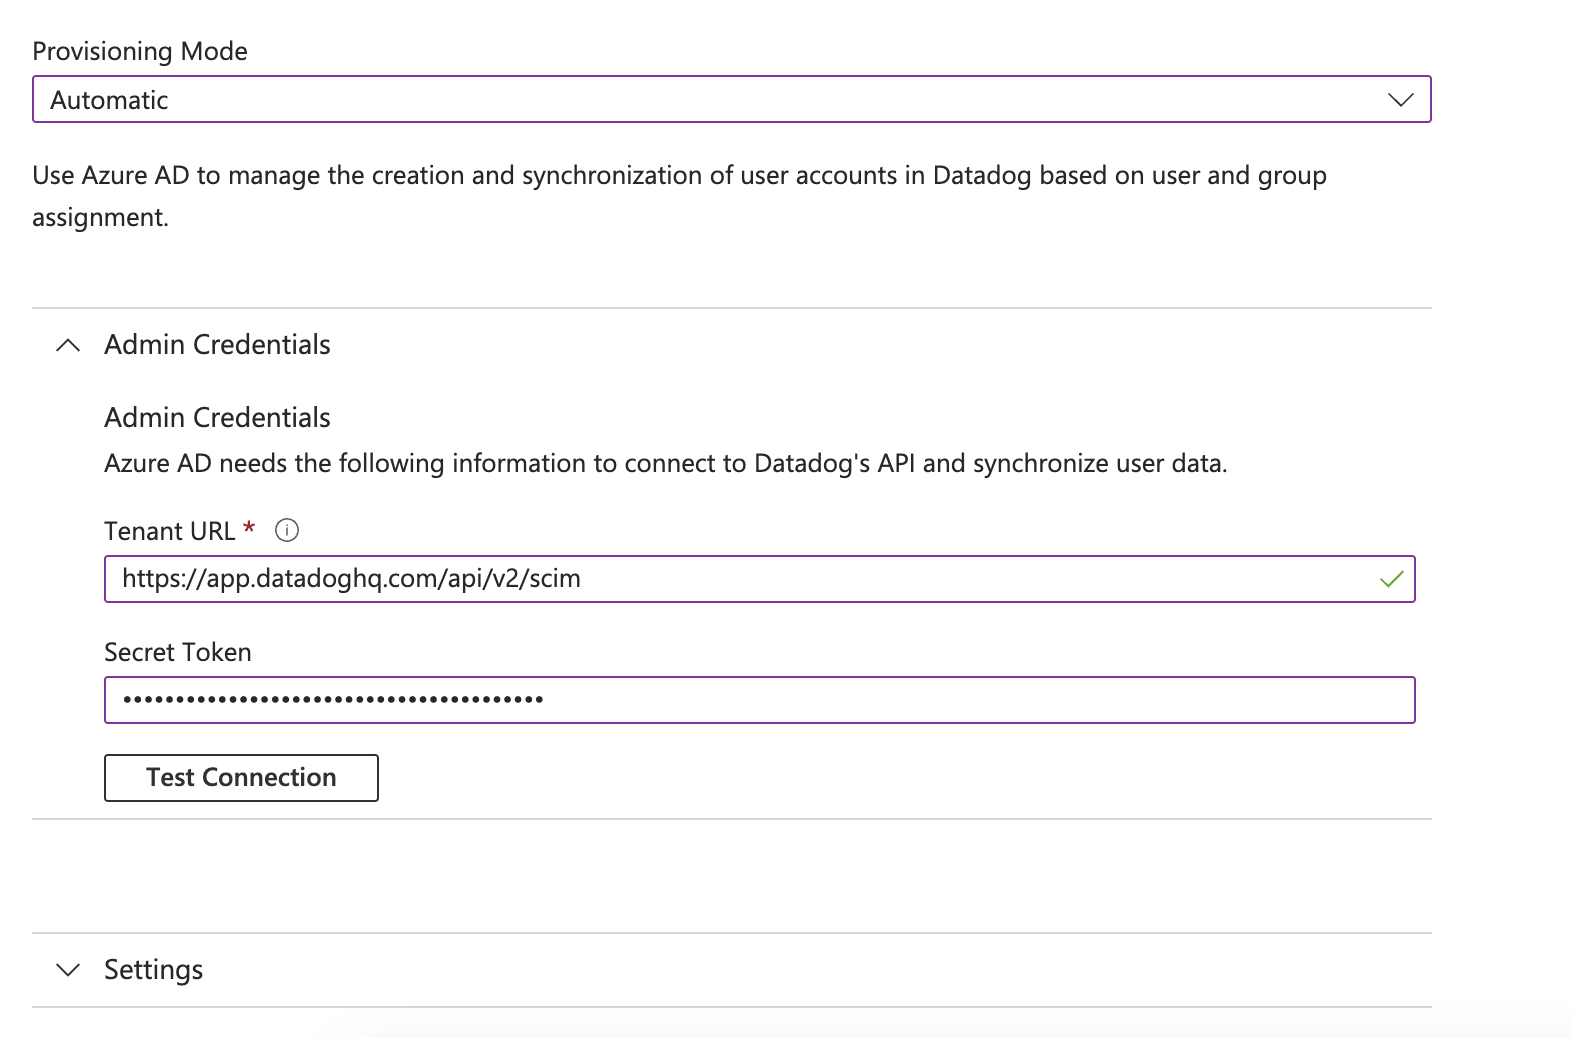 Provisioning Mode
Automatic
Use Azure AD to manage the creation and synchronization of user accounts in Datadog based on user and group
assignment.
Admin Credentials
Admin Credentials
Azure AD needs the following information to connect to Datadog's API and synchronize user data.
Tenant URL *
https://app.datadoghq.com/api/v2/scim
Secret Token
••••••••••••••••••••••••••••••••••••••••
Test Connection
Settings